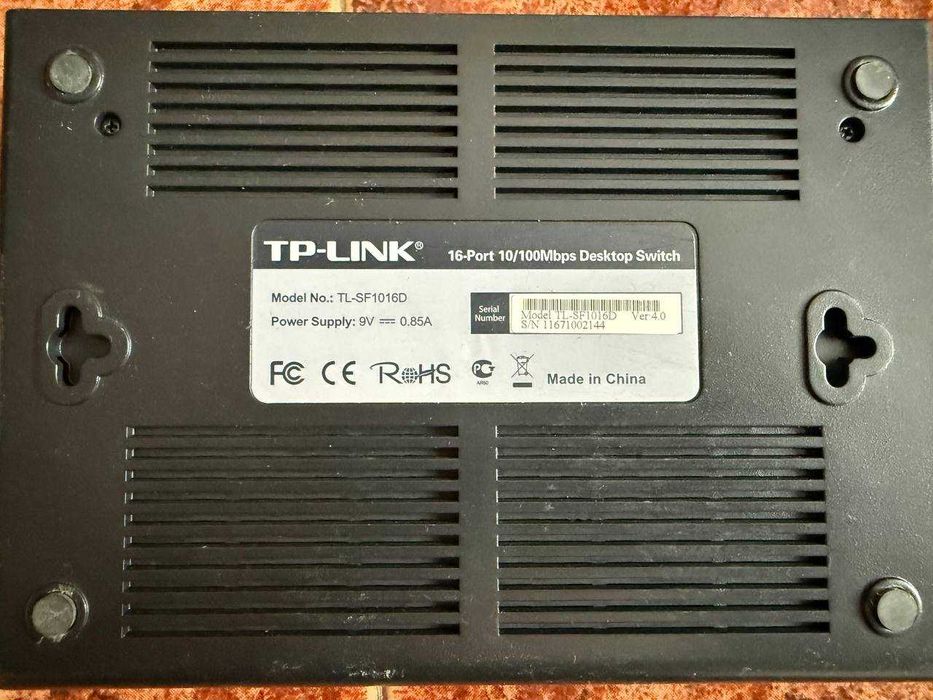 TP-LINK®
16-Port 10/100Mbps Desktop Switch
Model No.: TL-SF1016D
Power Supply: 9V ⎓ 0.85A
Serial Number
Model TL-SF1016D Ver 4.0
S/N 11671002144
FC CE RoHS
АЯ60
Made in China